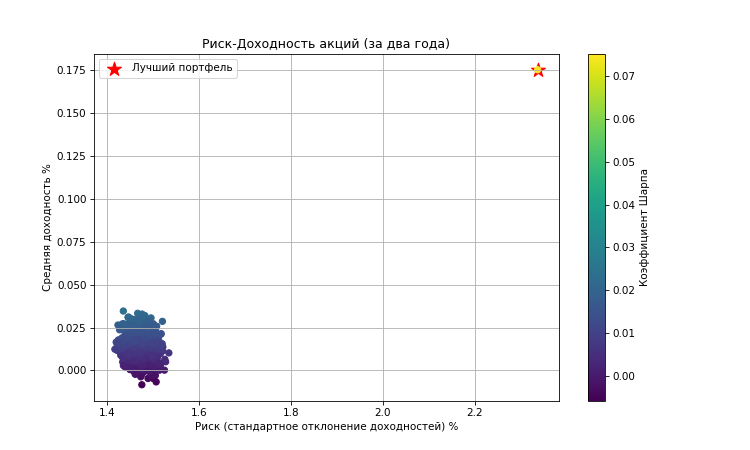 Риск-Доходность акций (за два года)
Лучший портфель
Средняя доходность %
0.175
0.150
0.125
0.100
0.075
0.050
0.025
0.000
1.4 1.6 1.8 2.0 2.2
Риск (стандартное отклонение доходностей) %
0.07
0.06
0.05
0.04
0.03
0.02
0.01
0.00
Коэффициент Шарпа